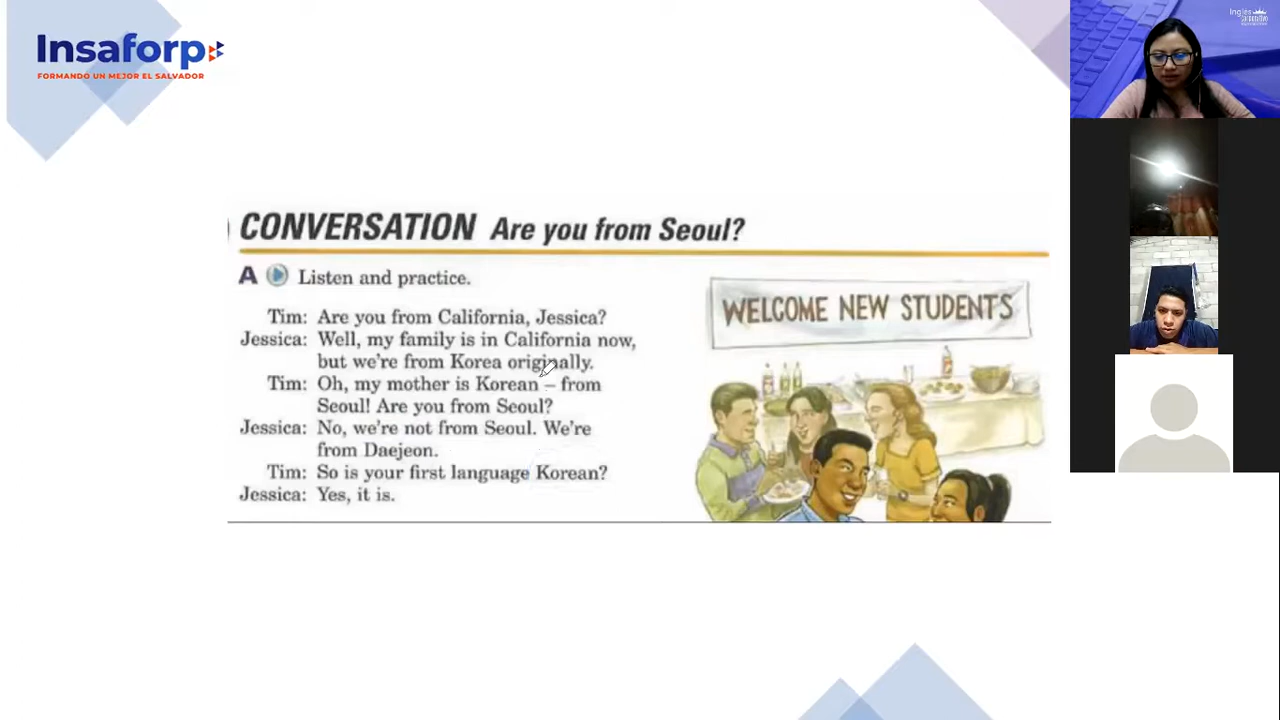 Insaforp
FORMANDO UN MEJOR EL SALVADOR
Ingles
CONVERSATION Are you from Seoul?
A Listen and practice.
Tim: Are you from California, Jessica?
Jessica: Well, my family is in California now,
but we're from Korea originally.
Tim: Oh, my mother is Korean – from
Seoul! Are you from Seoul?
Jessica: No, we're not from Seoul. We're
from Daejeon.
Tim: So is your first language Korean?
Jessica: Yes, it is.
WELCOME NEW STUDENTS